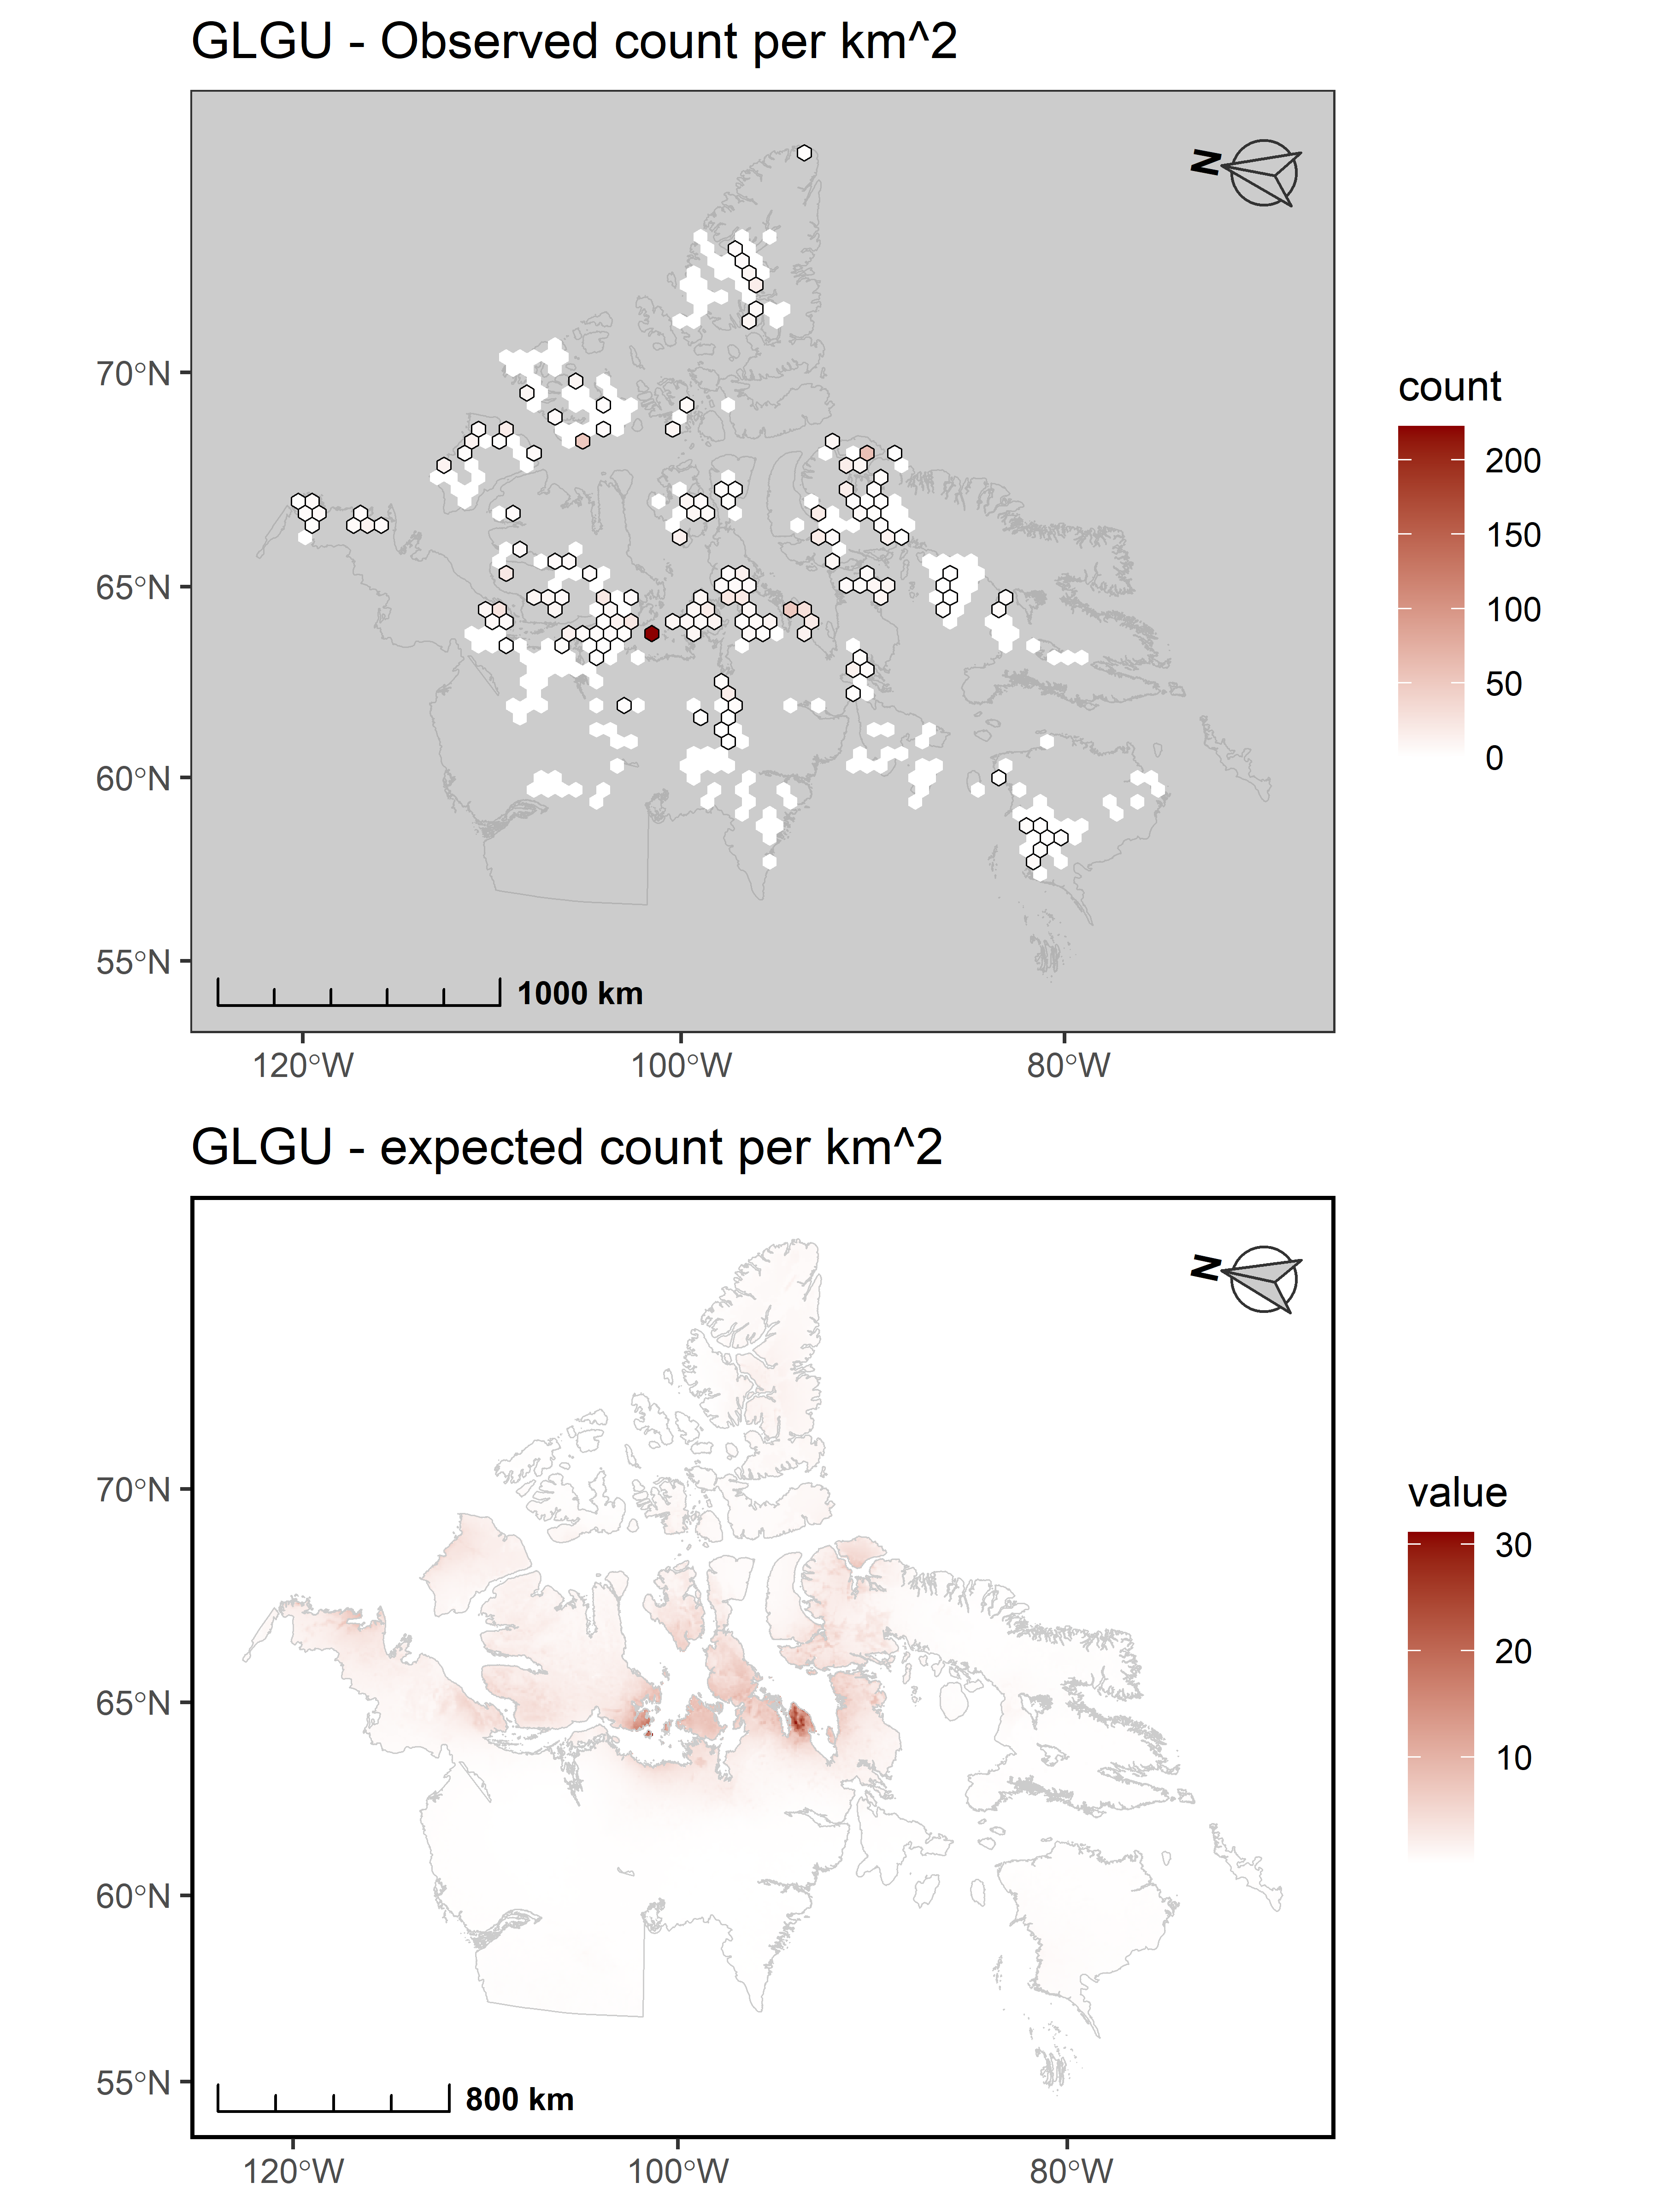 GLGU - Observed count per km^2
N
70°N
65°N
60°N
55°N
1000 km
120°W
100°W
80°W
count
200
150
100
50
0
GLGU - expected count per km^2
N
70°N
65°N
60°N
55°N
800 km
120°W
100°W
80°W
value
30
20
10